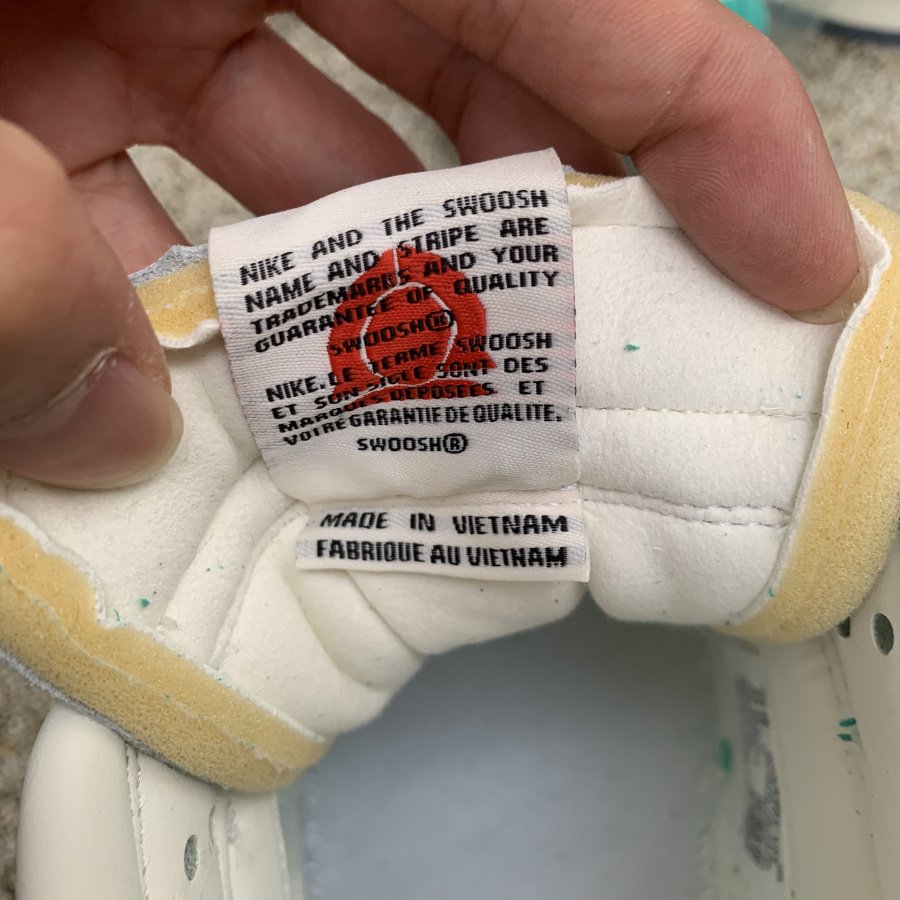 NIKE AND THE SWOOSH
NAME AND STRIPE ARE
TRADEMARKS AND YOUR
GUARANTEE OF QUALITY
SWOOSH®
NIKE. LE TERME SWOOSH
ET SON SIGLE SONT DES
MARQUES DEPOSÉES ET
VOTRE GARANTIE DE QUALITE.
SWOOSH®
MADE IN VIETNAM
FABRIQUE AU VIETNAM